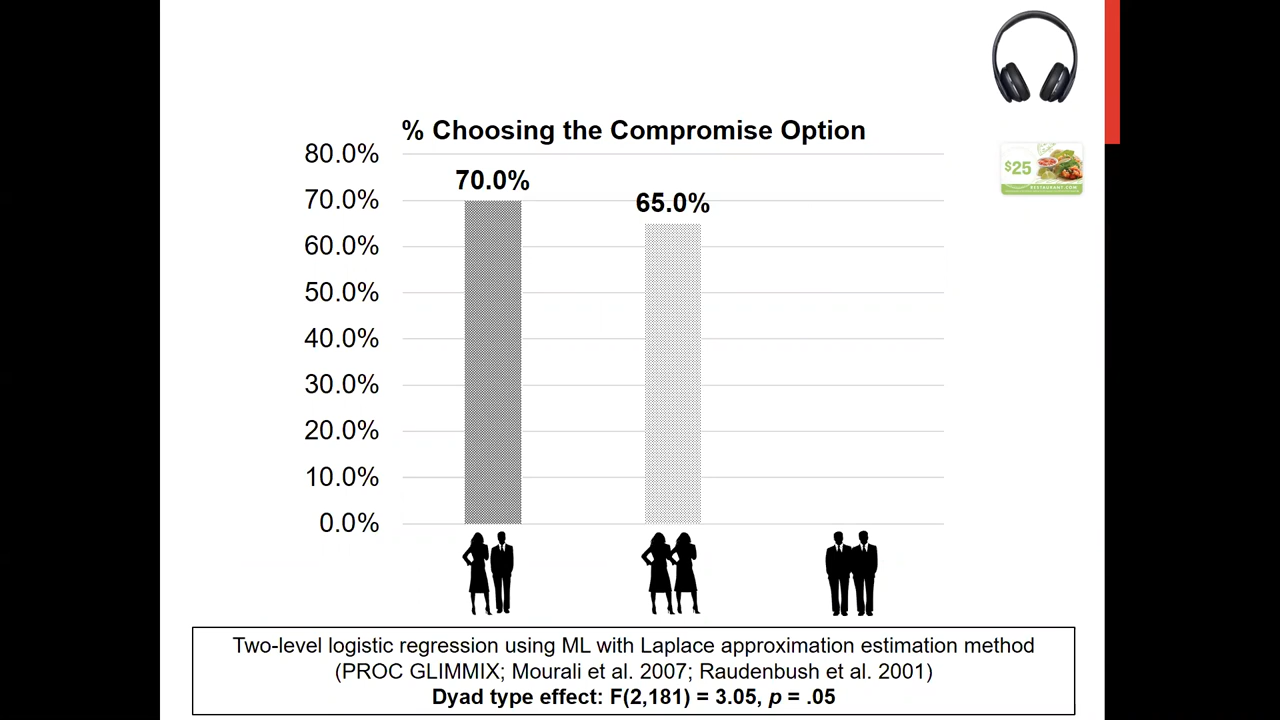 % Choosing the Compromise Option
80.0%
70.0%
60.0%
50.0%
40.0%
30.0%
20.0%
10.0%
0.0%
70.0%
65.0%
$25
RESTAURANT.COM
Two-level logistic regression using ML with Laplace approximation estimation method
(PROC GLIMMIX; Mourali et al. 2007; Raudenbush et al. 2001)
Dyad type effect: F(2,181) = 3.05, p = .05